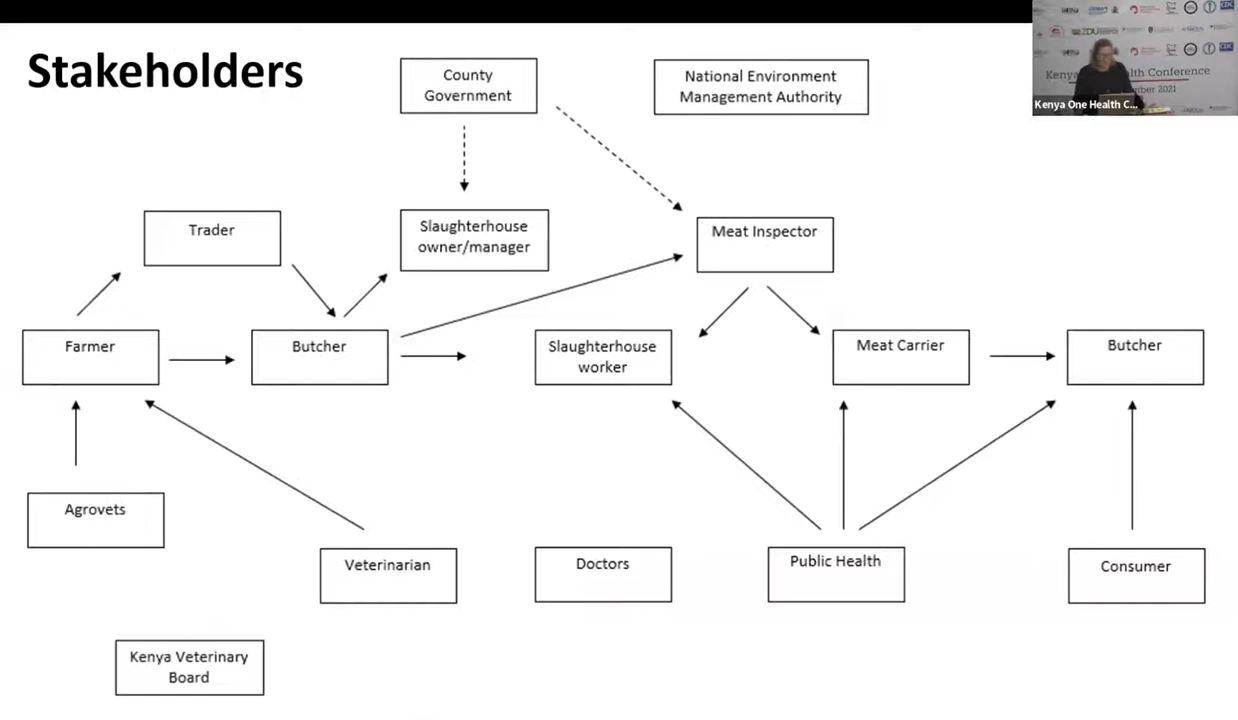 Stakeholders
County
Government
National Environment
Management Authority
Kenya One Health C...
Trader
Slaughterhouse
owner/manager
Meat Inspector
Farmer
Butcher
Slaughterhouse
worker
Meat Carrier
Butcher
Agrovets
Veterinarian
Doctors
Public Health
Consumer
Kenya Veterinary
Board